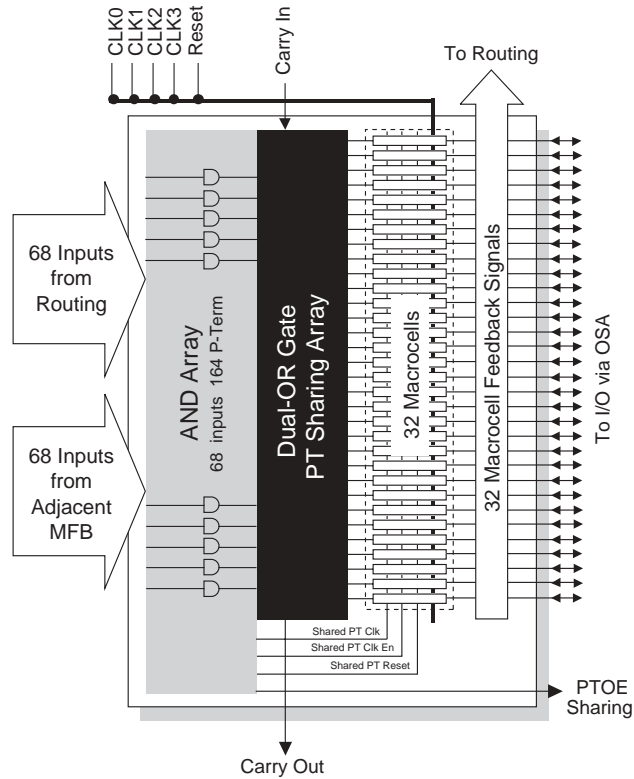 CLK0
CLK1
CLK2
CLK3
Reset
Carry In
To Routing
68 Inputs
from
Routing
68 Inputs
from
Adjacent
MFB
AND Array
68 inputs 164 P-Term
Dual-OR Gate
PT Sharing Array
32 Macrocells
32 Macrocell Feedback Signals
To I/O via OSA
Shared PT Clk
Shared PT Clk En
Shared PT Reset
PTOE
Sharing
Carry Out